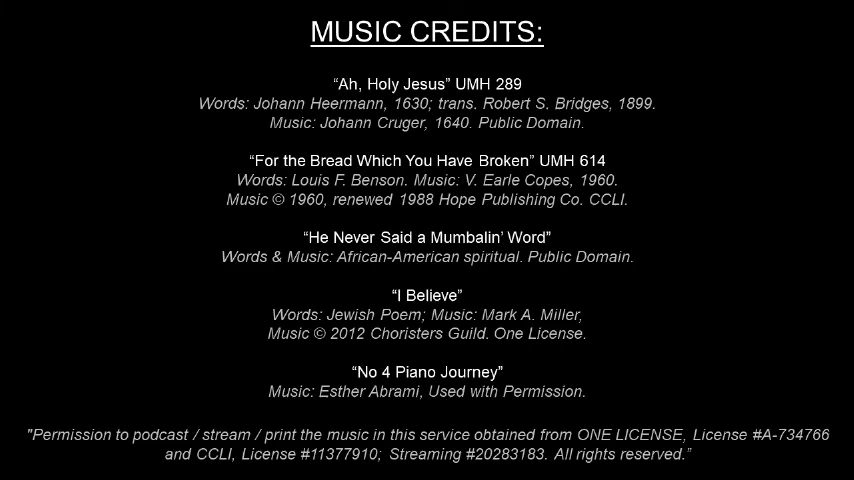 MUSIC CREDITS:
“Ah, Holy Jesus” UMH 289
Words: Johann Heermann, 1630; trans. Robert S. Bridges, 1899.
Music: Johann Cruger, 1640. Public Domain.
“For the Bread Which You Have Broken” UMH 614
Words: Louis F. Benson. Music: V. Earle Copes, 1960.
Music © 1960, renewed 1988 Hope Publishing Co. CCLI.
“He Never Said a Mumbalin’ Word”
Words & Music: African-American spiritual. Public Domain.
“I Believe”
Words: Jewish Poem; Music: Mark A. Miller,
Music © 2012 Choristers Guild. One License.
“No 4 Piano Journey”
Music: Esther Abrami, Used with Permission.
"Permission to podcast / stream / print the music in this service obtained from ONE LICENSE, License #A-734766
and CCLI, License #11377910; Streaming #20283183. All rights reserved.”